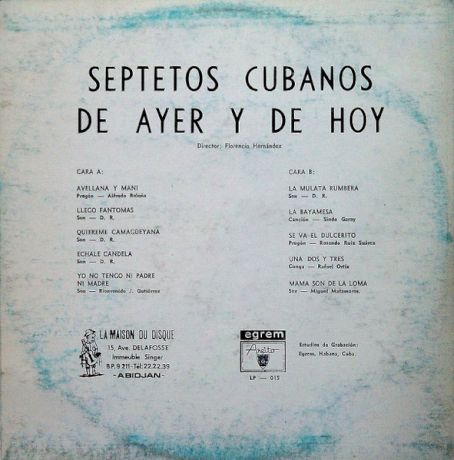 SEPTETOS CUBANOS
DE AYER Y DE HOY
Director: Florencio Hernández
CARA A:
AVELLANA Y MANI
Pregón — Alfredo Boloña
LLEGO FANTOMAS
Son — D. R.
QUIEREME CAMAGÜEYANA
Son — D. R.
ECHALE CANDELA
Son — D. R.
YO NO TENGO NI PADRE
NI MADRE
Son — Bienvenido J. Gutiérrez
CARA B:
LA MULATA RUMBERA
Son — D. R.
LA BAYAMESA
Canción — Sindo Garay
SE VA EL DULCERITO
Pregón — Rosendo Ruiz Suárez
UNA DOS Y TRES
Conga — Rafael Ortiz
MAMA SON DE LA LOMA
Son — Miguel Matamoros.
LA MAISON DU DISQUE
15, Ave. DELAFOSSE
Immeuble Singer
B.P. 9 211 - Tél: 22.22.39
-ABIDJAN-
egrem
Areito
LP — 015
Estudios de Grabación:
Egrem, Habana, Cuba.